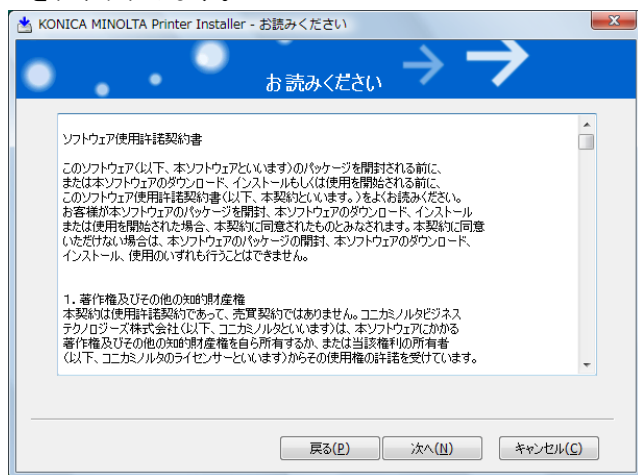 KONICA MINOLTA Printer Installer - お読みください
お読みください
ソフトウェア使用許諾契約書
このソフトウェア(以下、本ソフトウェアといいます)のパッケージを開封される前に、
または本ソフトウェアのダウンロード、インストールもしくは使用を開始される前に、
このソフトウェア使用許諾契約書(以下、本契約といいます。)をよくお読みください。
お客様が本ソフトウェアのパッケージを開封、本ソフトウェアのダウンロード、インストール
または使用を開始された場合、本契約に同意されたものとみなされます。本契約に同意
いただけない場合は、本ソフトウェアのパッケージの開封、本ソフトウェアのダウンロード、
インストール、使用のいずれも行うことはできません。
1. 著作権及びその他の知的財産権
本契約は使用許諾契約であって、売買契約ではありません。コニカミノルタビジネス
テクノロジーズ株式会社(以下、コニカミノルタといいます)は、本ソフトウェアにかかる
著作権及びその他の知的財産権を自ら所有するか、または当該権利の所有者
(以下、コニカミノルタのライセンサーといいます)からその使用権の許諾を受けています。
戻る(P)
次へ(N)
キャンセル(C)